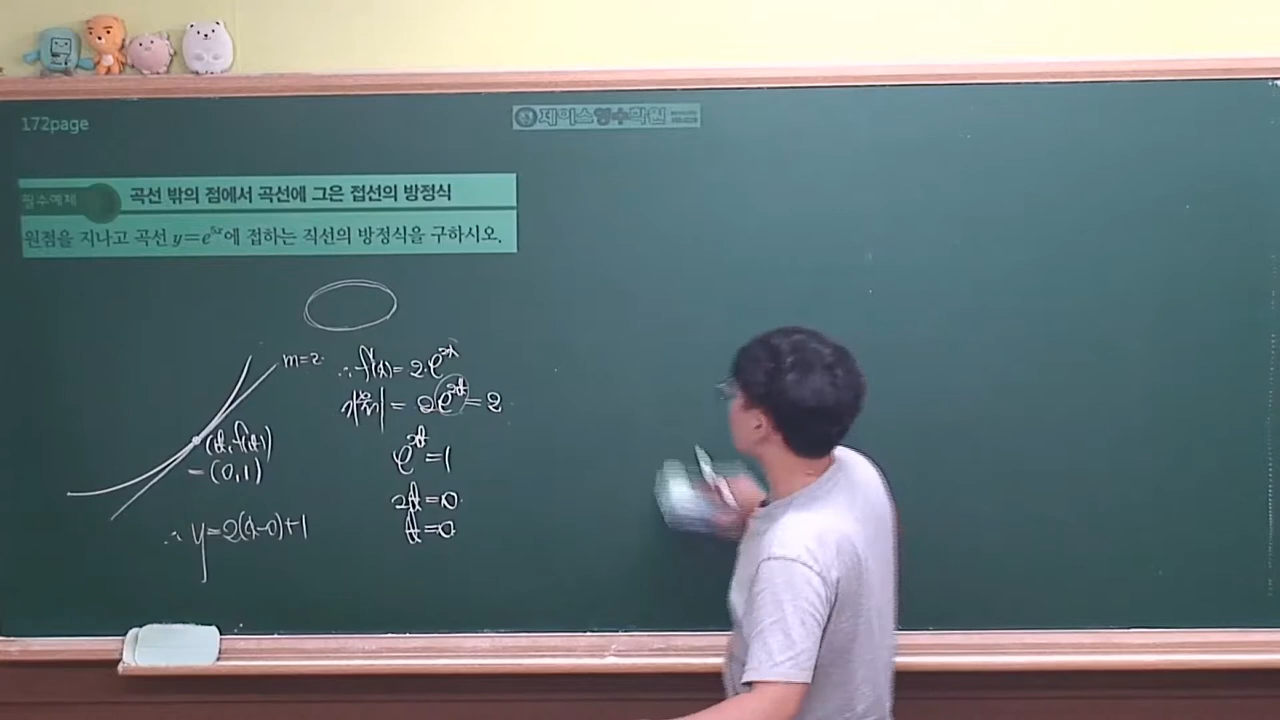 172page
제이스영수학원
필수예제 곡선 밖의 점에서 곡선에 그은 접선의 방정식
원점을 지나고 곡선 y=e^{5x}에 접하는 직선의 방정식을 구하시오.
m=2
(t, f(t))
=(0,1)
∴ y=2(x-0)+1
∴ f'(x)=2·e^{2x}
기울기 = 2e^{2t}=2
e^{2t}=1
2t=0
t=0